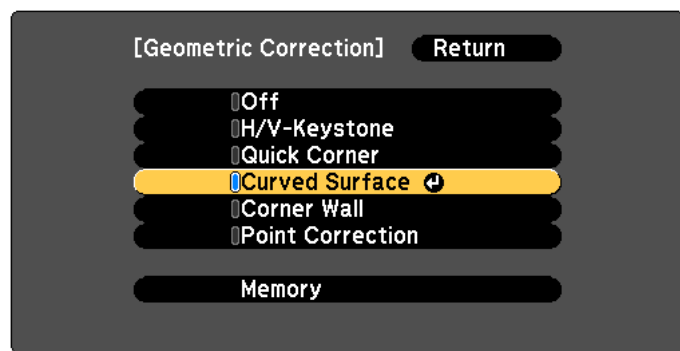 [Geometric Correction] Return
Off
H/V-Keystone
Quick Corner
Curved Surface
Corner Wall
Point Correction
Memory